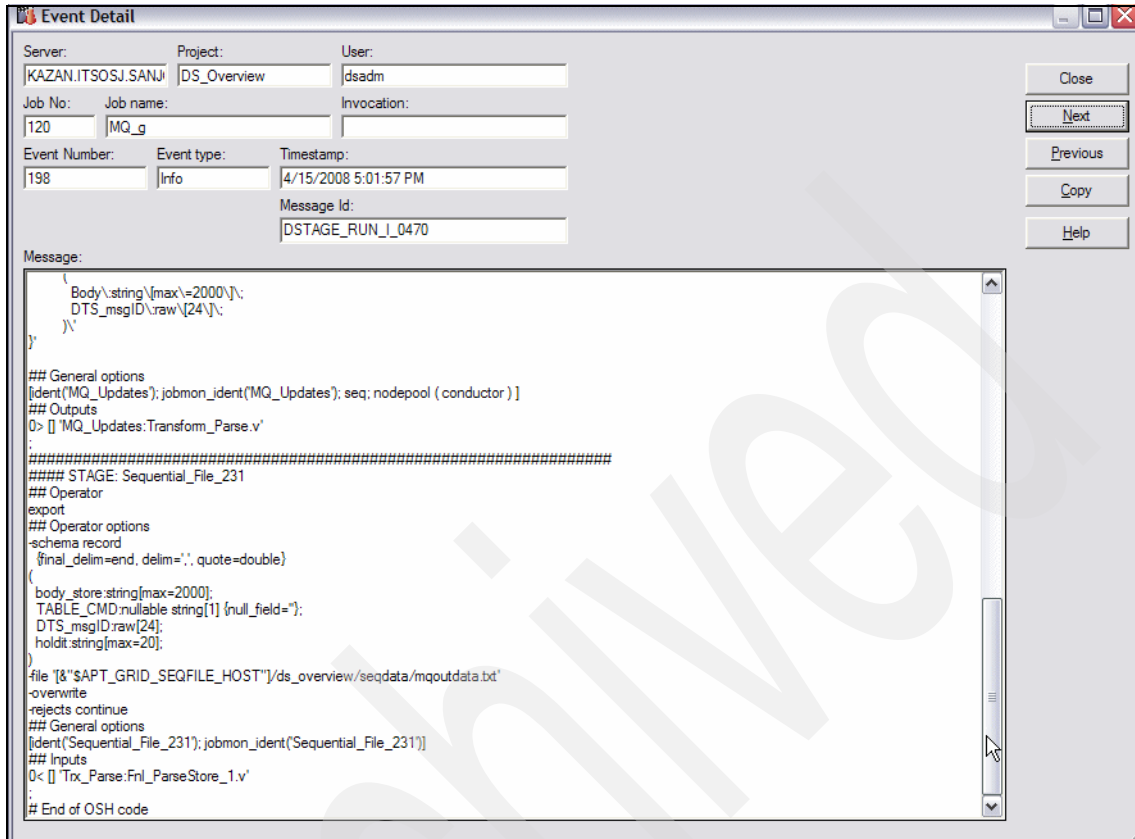 Event Detail
Server: Project: User:
KAZAN.ITSOSJ.SANJ DS_Overview dsadm
Close
Job No: Job name: Invocation:
120 MQ_g
Next
Event Number: Event type: Timestamp:
198 Info 4/15/2008 5:01:57 PM
Previous
Copy
Message Id:
DSTAGE_RUN_I_0470
Help
Message:
(
Body\:string\[max\=2000\]\;
DTS_msgID\:raw\[24\]\;
)\'
}'
## General options
[ident('MQ_Updates'); jobmon_ident('MQ_Updates'); seq; nodepool ( conductor ) ]
## Outputs
0> [] 'MQ_Updates:Transform_Parse.v'
;
#################################################################
#### STAGE: Sequential_File_231
## Operator
export
## Operator options
-schema record
{final_delim=end, delim=',', quote=double}
(
body_store:string[max=2000];
TABLE_CMD:nullable string[1] {null_field=''};
DTS_msgID:raw[24];
holdit:string[max=20];
)
-file '[&"$APT_GRID_SEQFILE_HOST"]/ds_overview/seqdata/mqoutdata.txt'
-overwrite
-rejects continue
## General options
[ident('Sequential_File_231'); jobmon_ident('Sequential_File_231')]
## Inputs
0< [] 'Trx_Parse:Fnl_ParseStore_1.v'
;
# End of OSH code